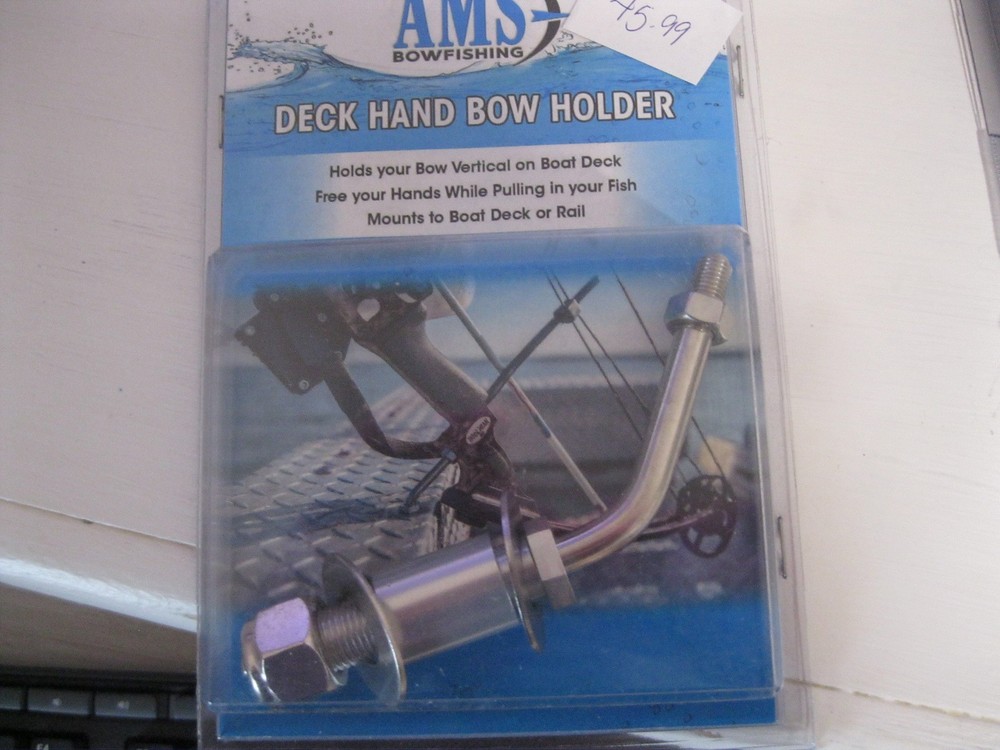 AMS
75.99
BOWFISHING
DECK HAND BOW HOLDER
Holds your Bow Vertical on Boat Deck
Free your Hands While Pulling in your Fish
Mounts to Boat Deck or Rail